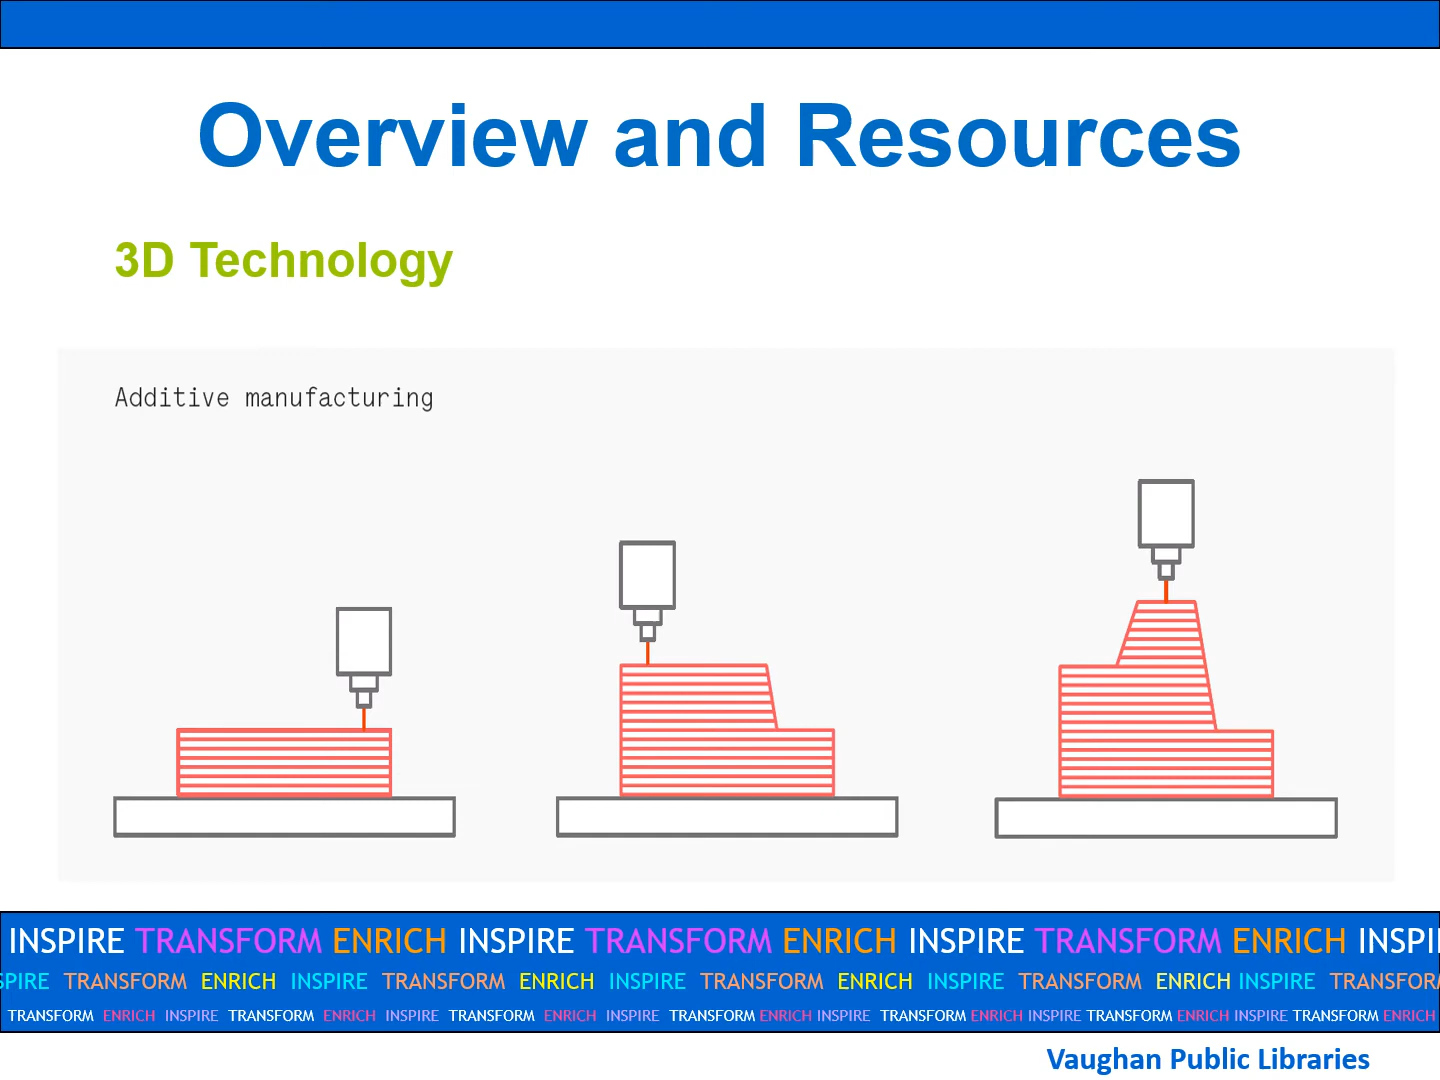 Overview and Resources
3D Technology
Additive manufacturing
INSPIRE TRANSFORM ENRICH INSPIRE TRANSFORM ENRICH INSPIRE TRANSFORM ENRICH INSPI
SPIRE TRANSFORM ENRICH INSPIRE TRANSFORM ENRICH INSPIRE TRANSFORM ENRICH INSPIRE TRANSFORM ENRICH INSPIRE TRANSFORM
TRANSFORM ENRICH INSPIRE TRANSFORM ENRICH INSPIRE TRANSFORM ENRICH INSPIRE TRANSFORM ENRICH INSPIRE TRANSFORM ENRICH INSPIRE TRANSFORM ENRICH INSPIRE TRANSFORM ENRICH
Vaughan Public Libraries